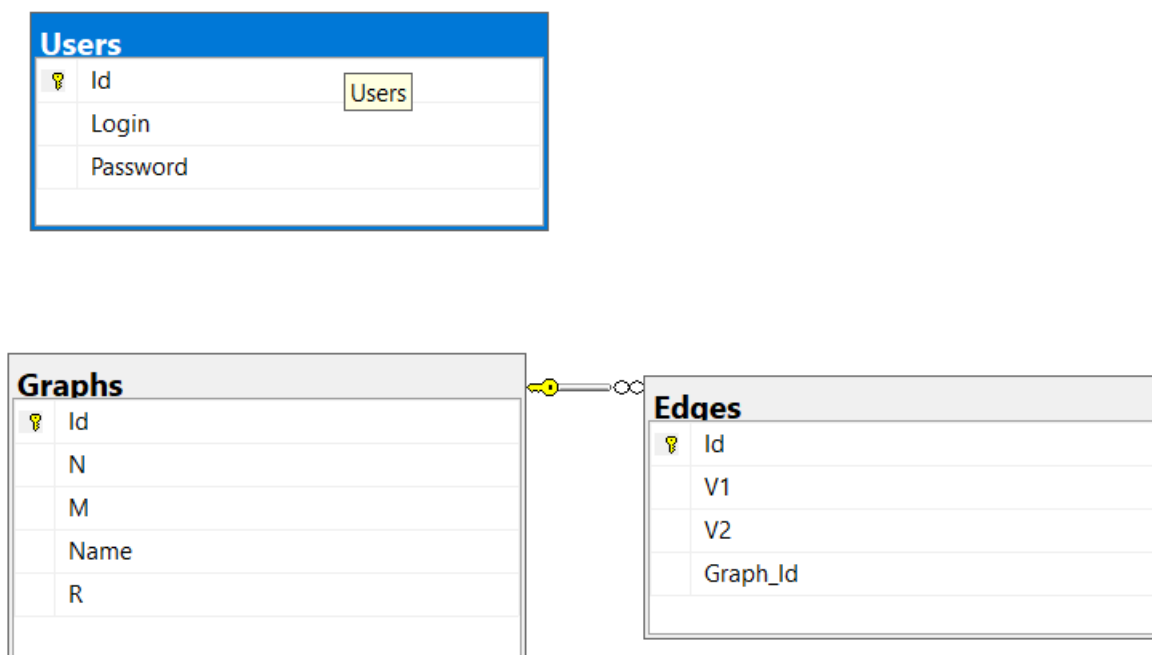 Users
Id
Users
Login
Password
Graphs
Id
N
M
Name
R
Edges
Id
V1
V2
Graph_Id